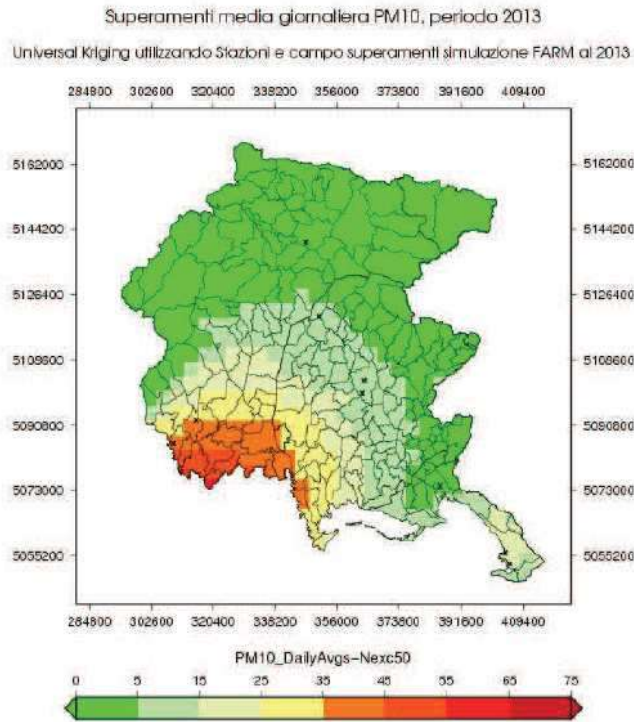 Superamenti media giornaliera PM10, periodo 2013
Universal Kriging utilizzando Stazioni e campo superamenti simulazione FARM al 2013
284800 302600 320400 338200 356000 373800 391600 409400
5162000 5162000
5144200 5144200
5126400 5126400
5108600 5108600
5090800 5090800
5073000 5073000
5055200 5055200
284800 302600 320400 338200 356000 373800 391600 409400
PM10_DailyAvgs-Nexc50
0 5 15 25 35 45 55 65 75